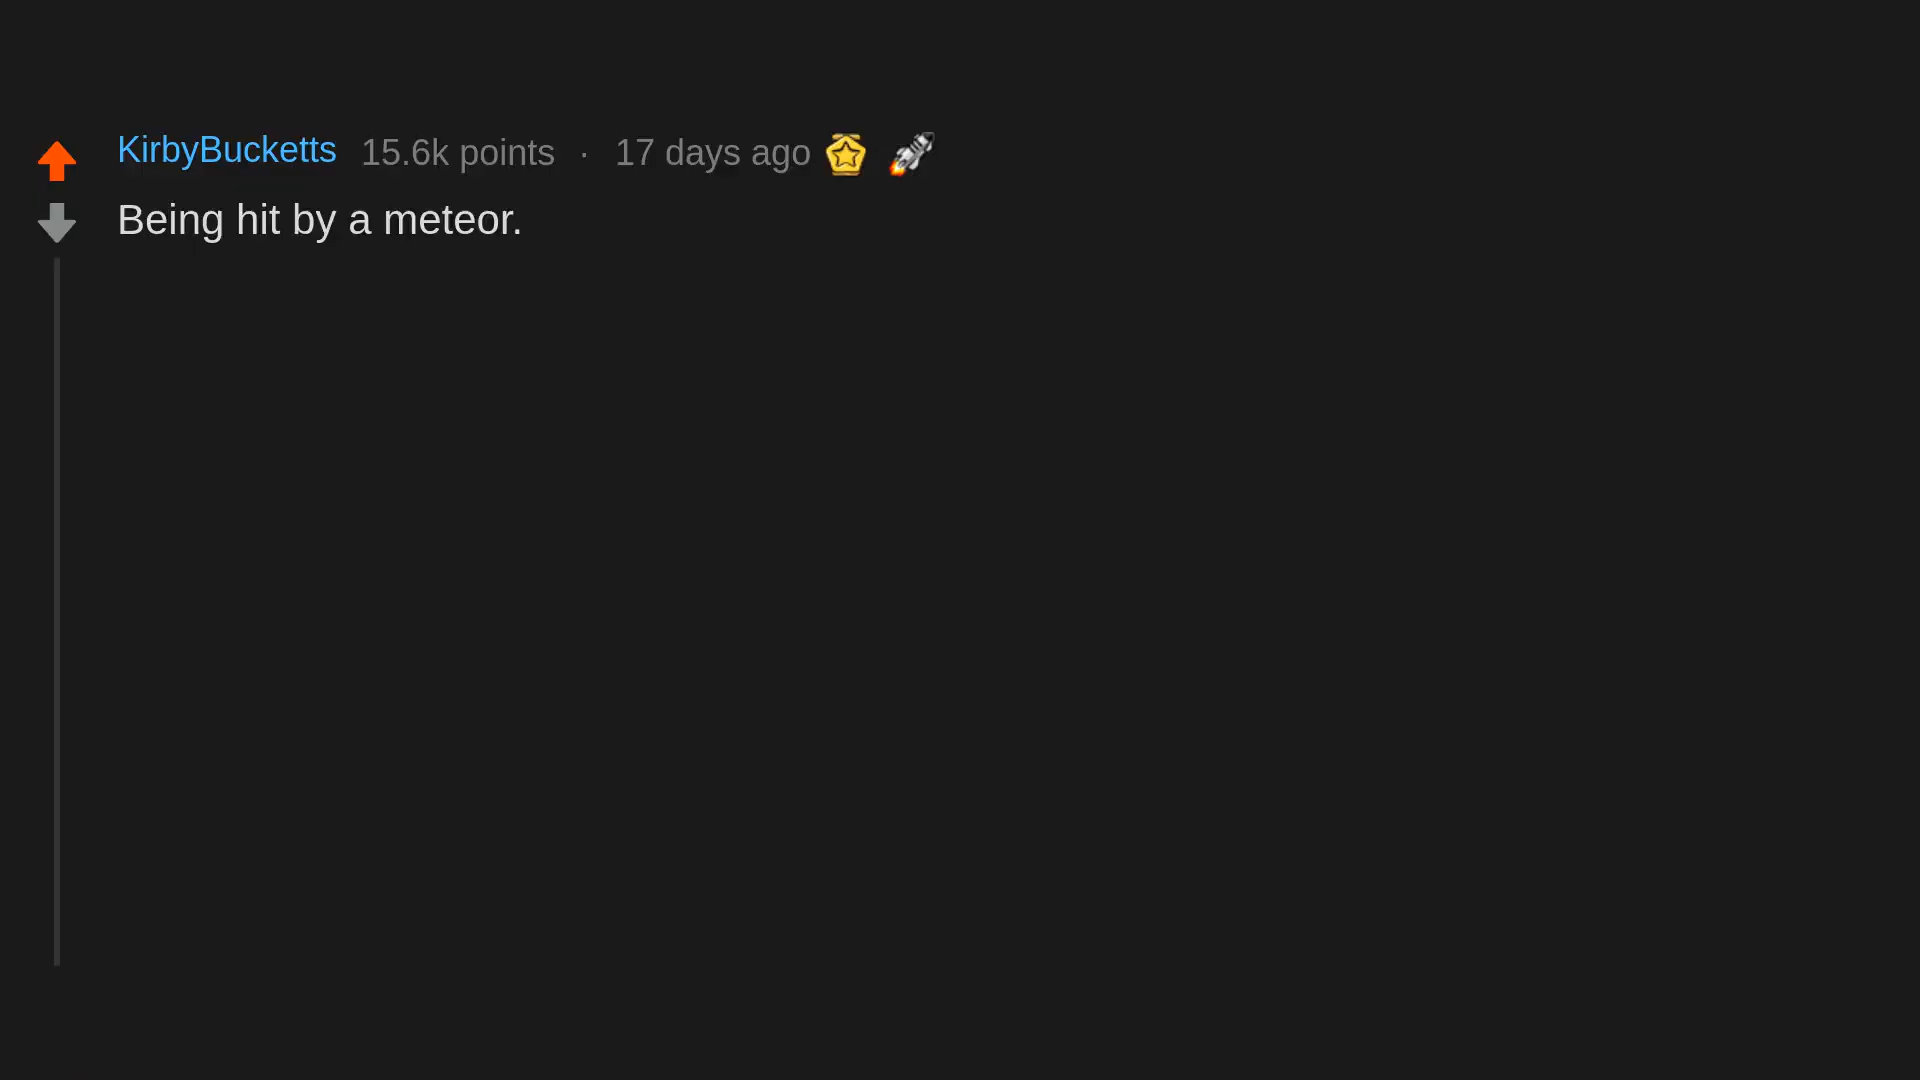 KirbyBucketts 15.6k points · 17 days ago
Being hit by a meteor.